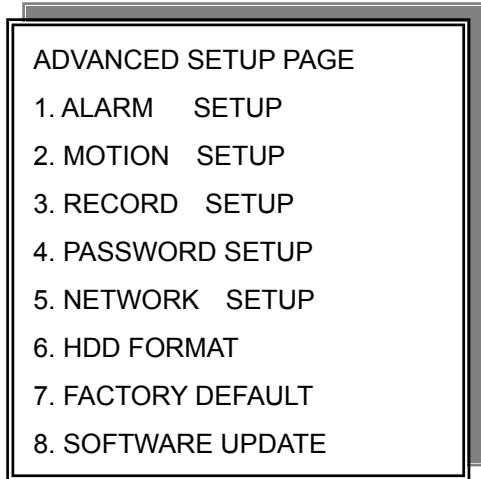 ADVANCED SETUP PAGE
1. ALARM SETUP
2. MOTION SETUP
3. RECORD SETUP
4. PASSWORD SETUP
5. NETWORK SETUP
6. HDD FORMAT
7. FACTORY DEFAULT
8. SOFTWARE UPDATE